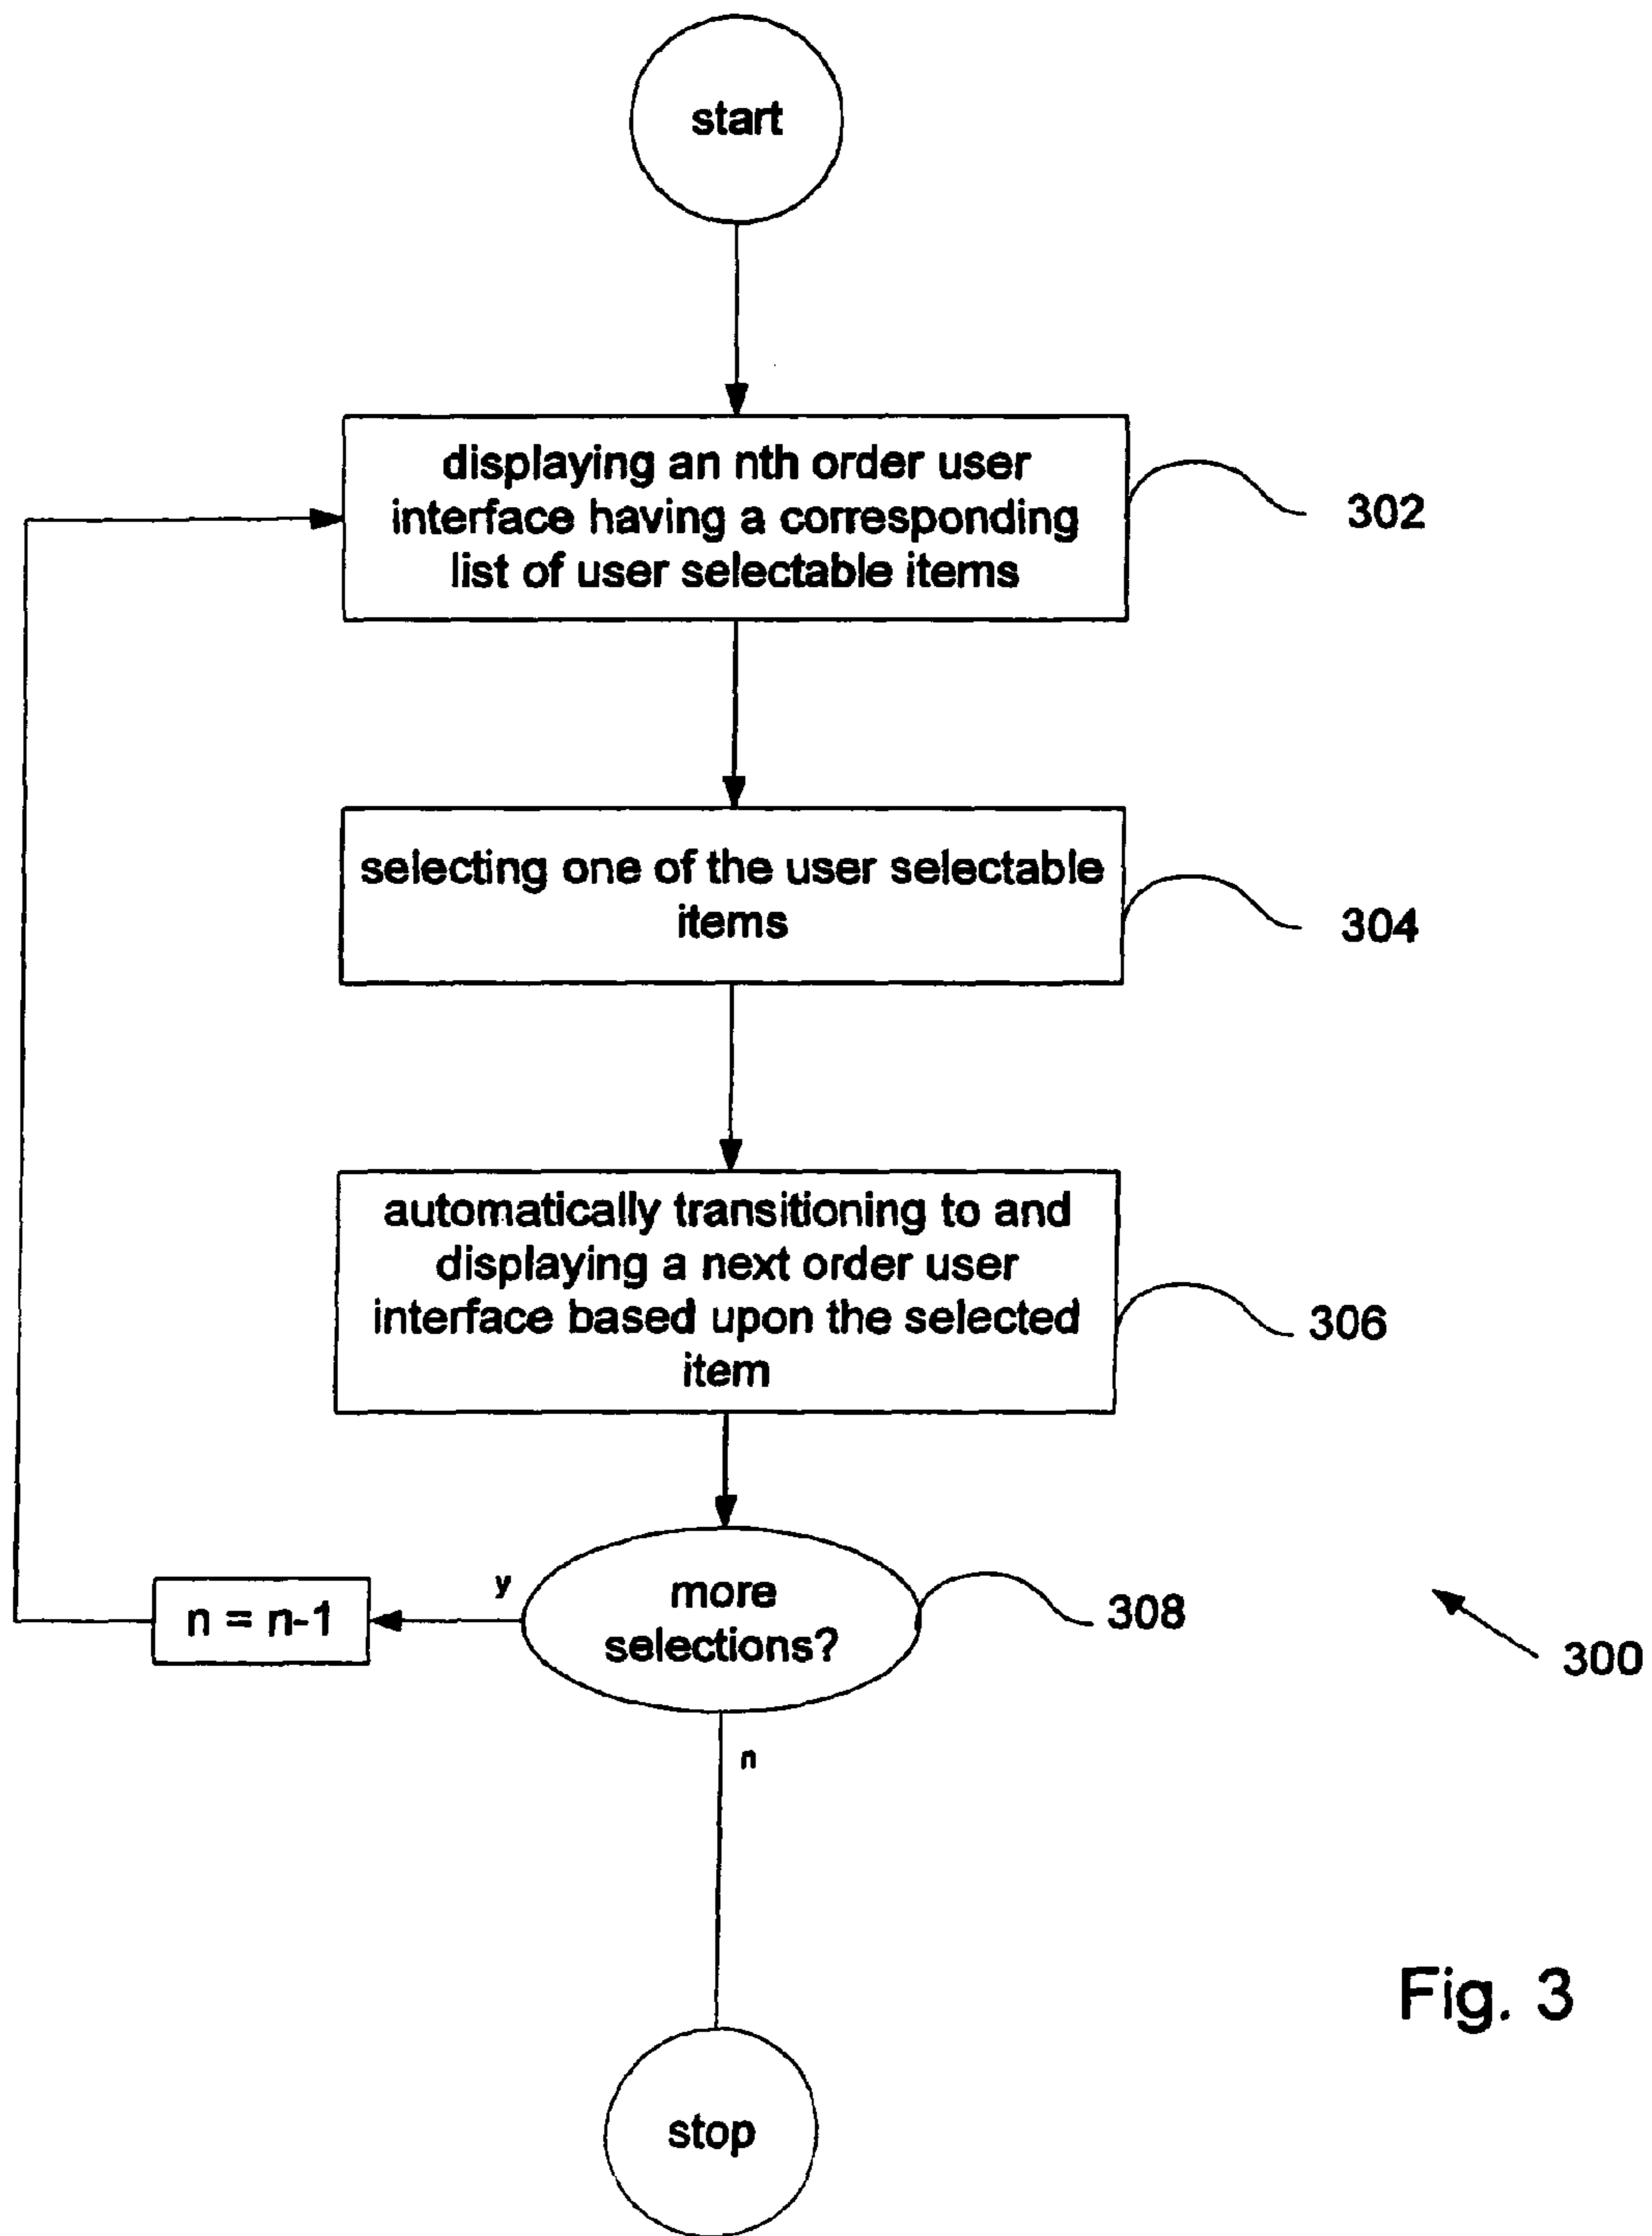 start
displaying an nth order user
interface having a corresponding
list of user selectable items
302
selecting one of the user selectable
items
304
automatically transitioning to and
displaying a next order user
interface based upon the selected
item
306
more
selections?
308
y
n = n-1
300
n
stop
Fig. 3